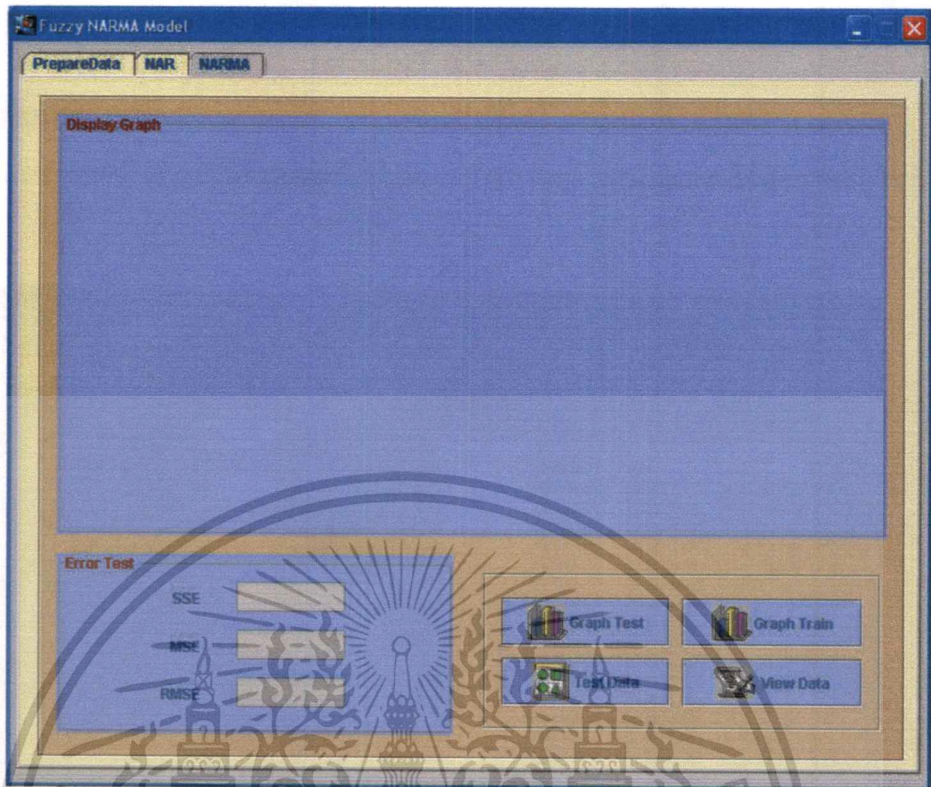 Fuzzy NARMA Model
PrepareData NAR NARMA
Display Graph
Error Test
SSE
MSE
RMSE
Graph Test
Graph Train
Test Data
View Data